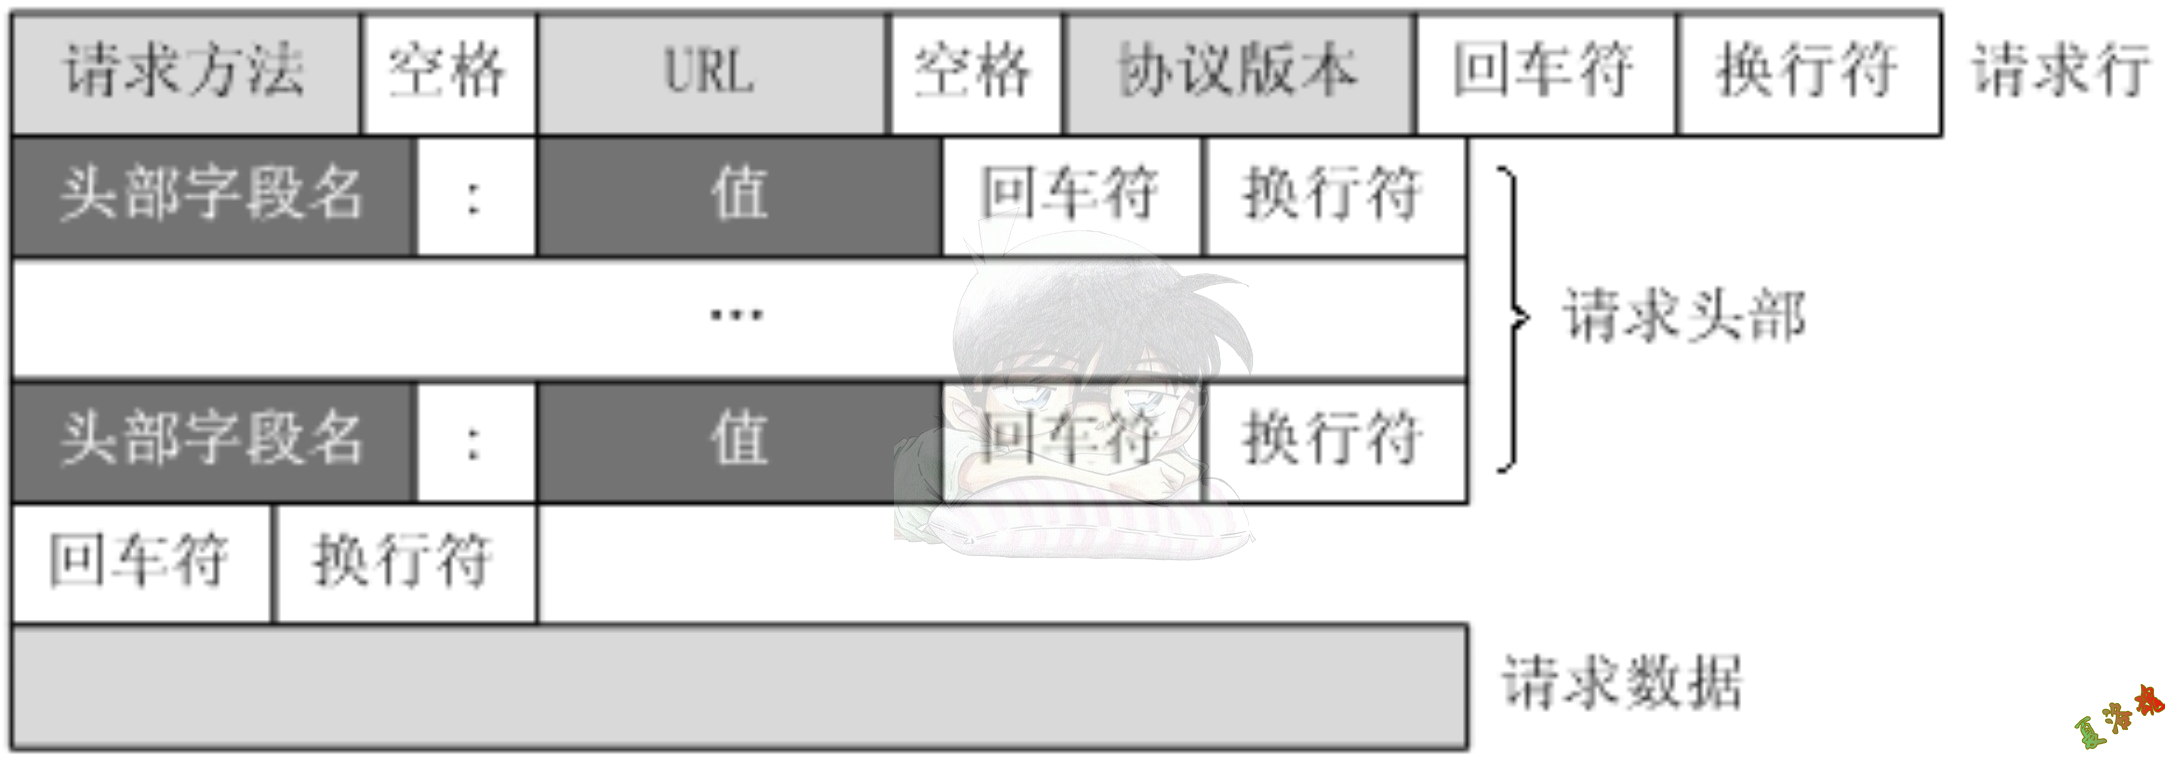 请求方法 空格 URL 空格 协议版本 回车符 换行符 请求行
头部字段名 : 值 回车符 换行符
… 请求头部
头部字段名 : 值 回车符 换行符
回车符 换行符
请求数据
夏洛魂